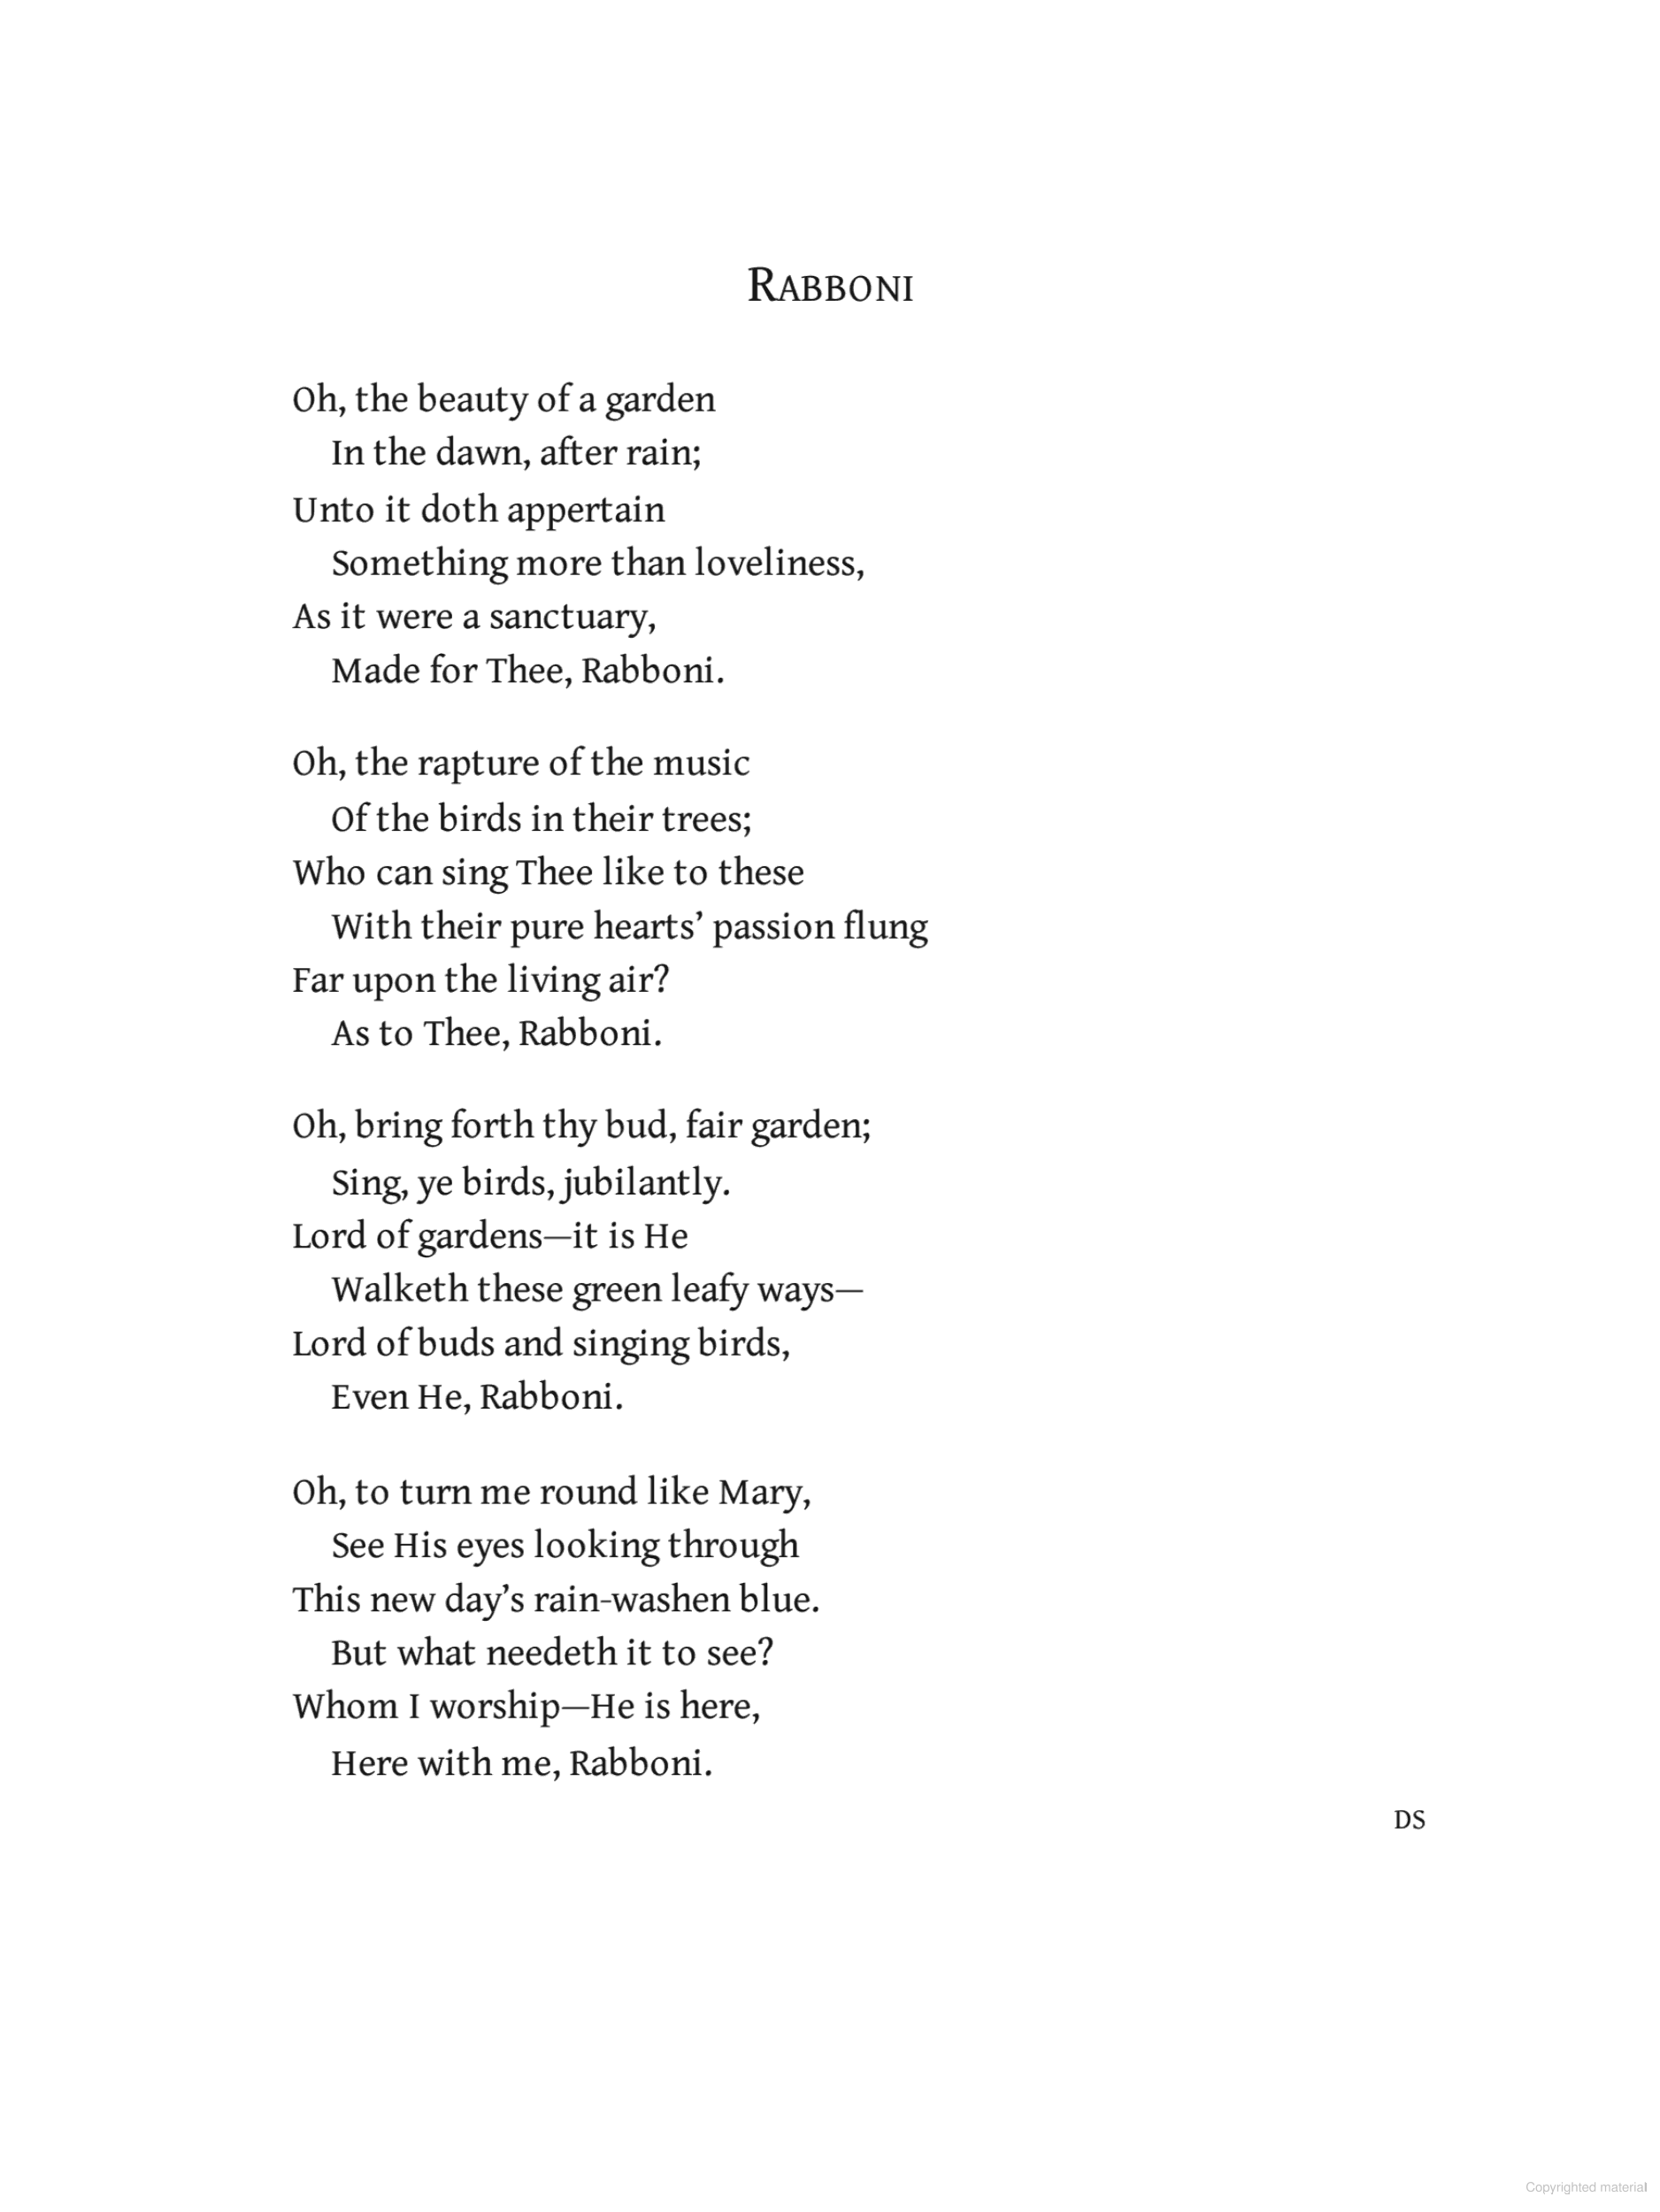 Rabboni
Oh, the beauty of a garden
In the dawn, after rain;
Unto it doth appertain
Something more than loveliness,
As it were a sanctuary,
Made for Thee, Rabboni.
Oh, the rapture of the music
Of the birds in their trees;
Who can sing Thee like to these
With their pure hearts’ passion flung
Far upon the living air?
As to Thee, Rabboni.
Oh, bring forth thy bud, fair garden;
Sing, ye birds, jubilantly.
Lord of gardens—it is He
Walketh these green leafy ways—
Lord of buds and singing birds,
Even He, Rabboni.
Oh, to turn me round like Mary,
See His eyes looking through
This new day’s rain-washen blue.
But what needeth it to see?
Whom I worship—He is here,
Here with me, Rabboni.
DS
Copyrighted material